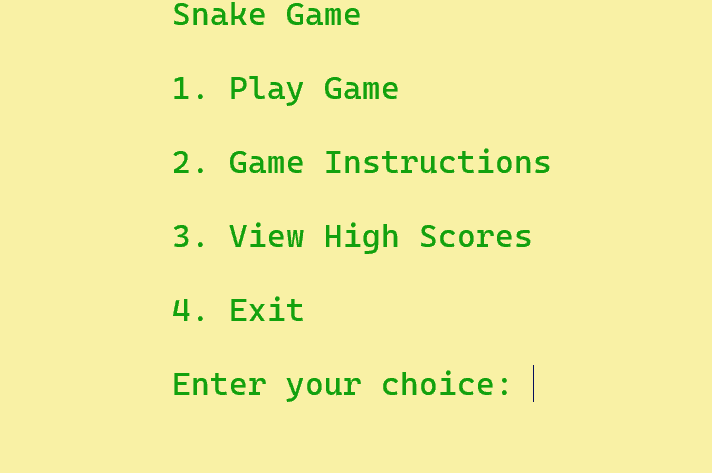 Snake Game
1. Play Game
2. Game Instructions
3. View High Scores
4. Exit
Enter your choice: